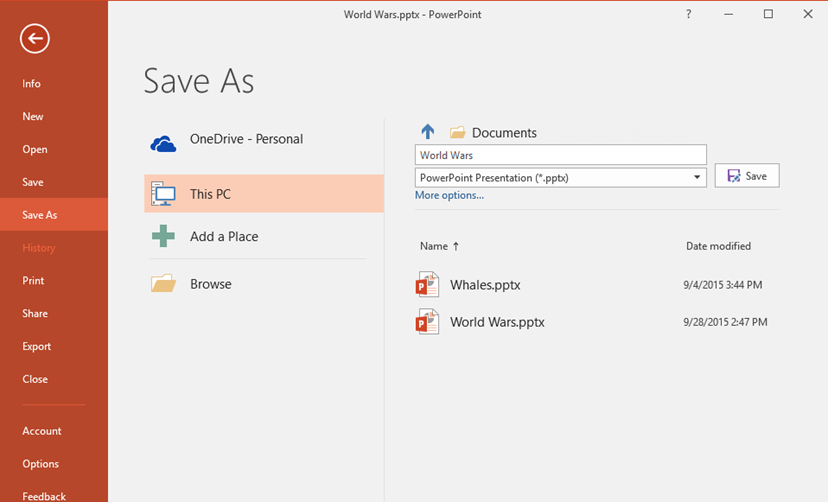 World Wars.pptx - PowerPoint
?
Info
New
Open
Save
Save As
History
Print
Share
Export
Close
Account
Options
Feedback
Save As
OneDrive - Personal
This PC
Add a Place
Browse
Documents
World Wars
PowerPoint Presentation (*.pptx)
Save
More options...
Name Date modified
Whales.pptx 9/4/2015 3:44 PM
World Wars.pptx 9/28/2015 2:47 PM